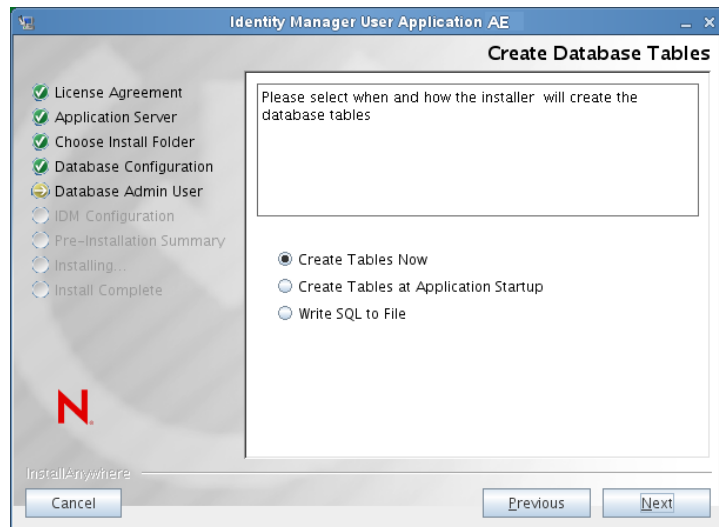 Identity Manager User Application AE
Create Database Tables
License Agreement
Application Server
Choose Install Folder
Database Configuration
Database Admin User
IDM Configuration
Pre-Installation Summary
Installing...
Install Complete
Please select when and how the installer will create the
database tables
Create Tables Now
Create Tables at Application Startup
Write SQL to File
N.
InstallAnywhere
Cancel
Previous
Next